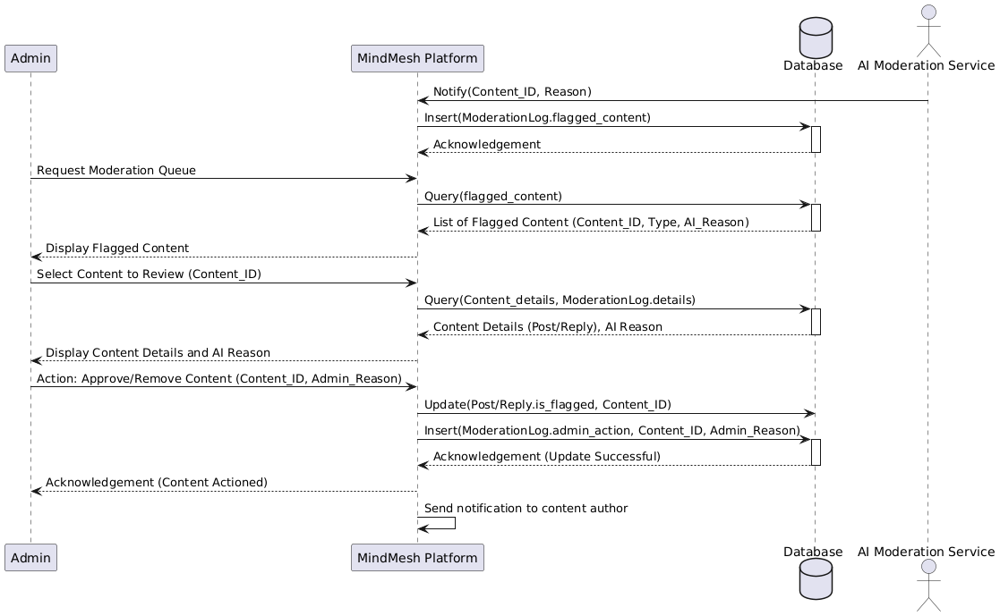 Admin
MindMesh Platform
Database
AI Moderation Service
Notify(Content_ID, Reason)
Insert(ModerationLog.flagged_content)
Acknowledgement
Request Moderation Queue
Query(flagged_content)
List of Flagged Content (Content_ID, Type, AI_Reason)
Display Flagged Content
Select Content to Review (Content_ID)
Query(Content_details, ModerationLog.details)
Content Details (Post/Reply), AI Reason
Display Content Details and AI Reason
Action: Approve/Remove Content (Content_ID, Admin_Reason)
Update(Post/Reply.is_flagged, Content_ID)
Insert(ModerationLog.admin_action, Content_ID, Admin_Reason)
Acknowledgement (Update Successful)
Acknowledgement (Content Actioned)
Send notification to content author
Admin
MindMesh Platform
Database
AI Moderation Service